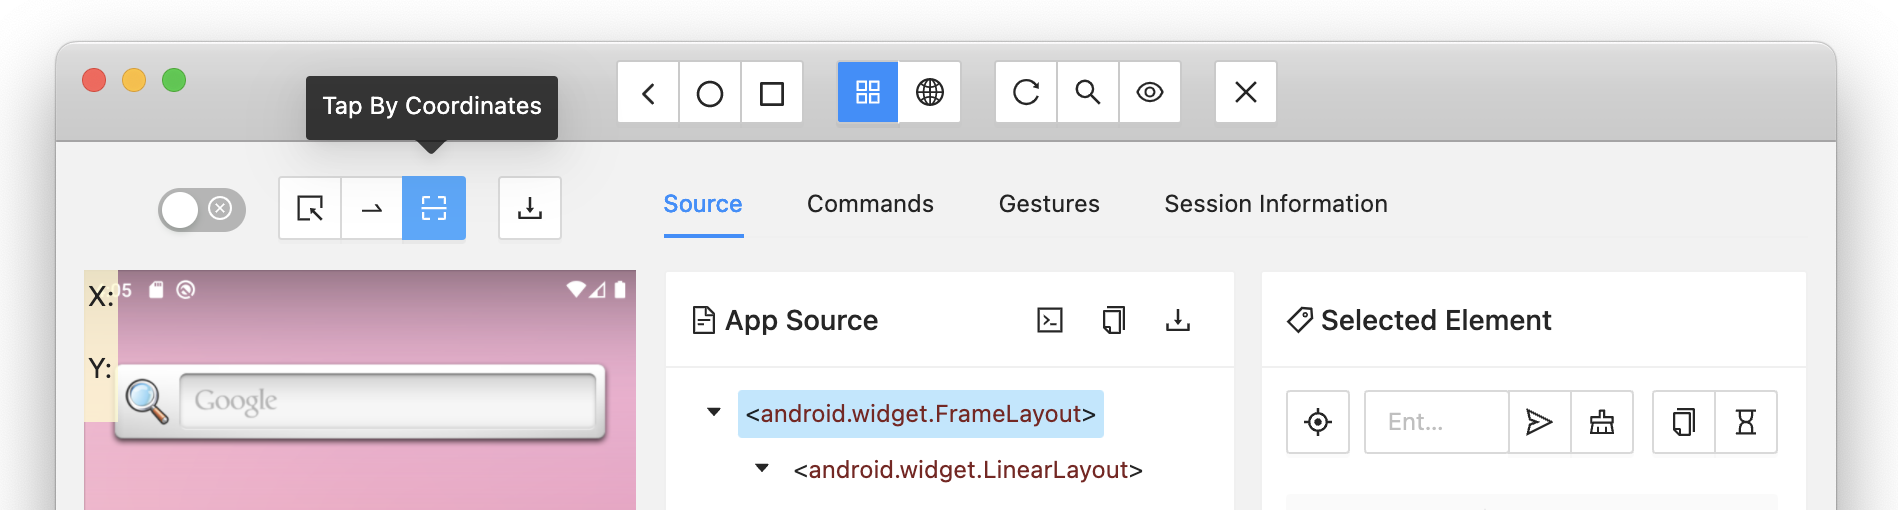 Tap By Coordinates
Source Commands Gestures Session Information
X: 05
Y:
Google
App Source
<android.widget.FrameLayout>
<android.widget.LinearLayout>
Selected Element
Ent...